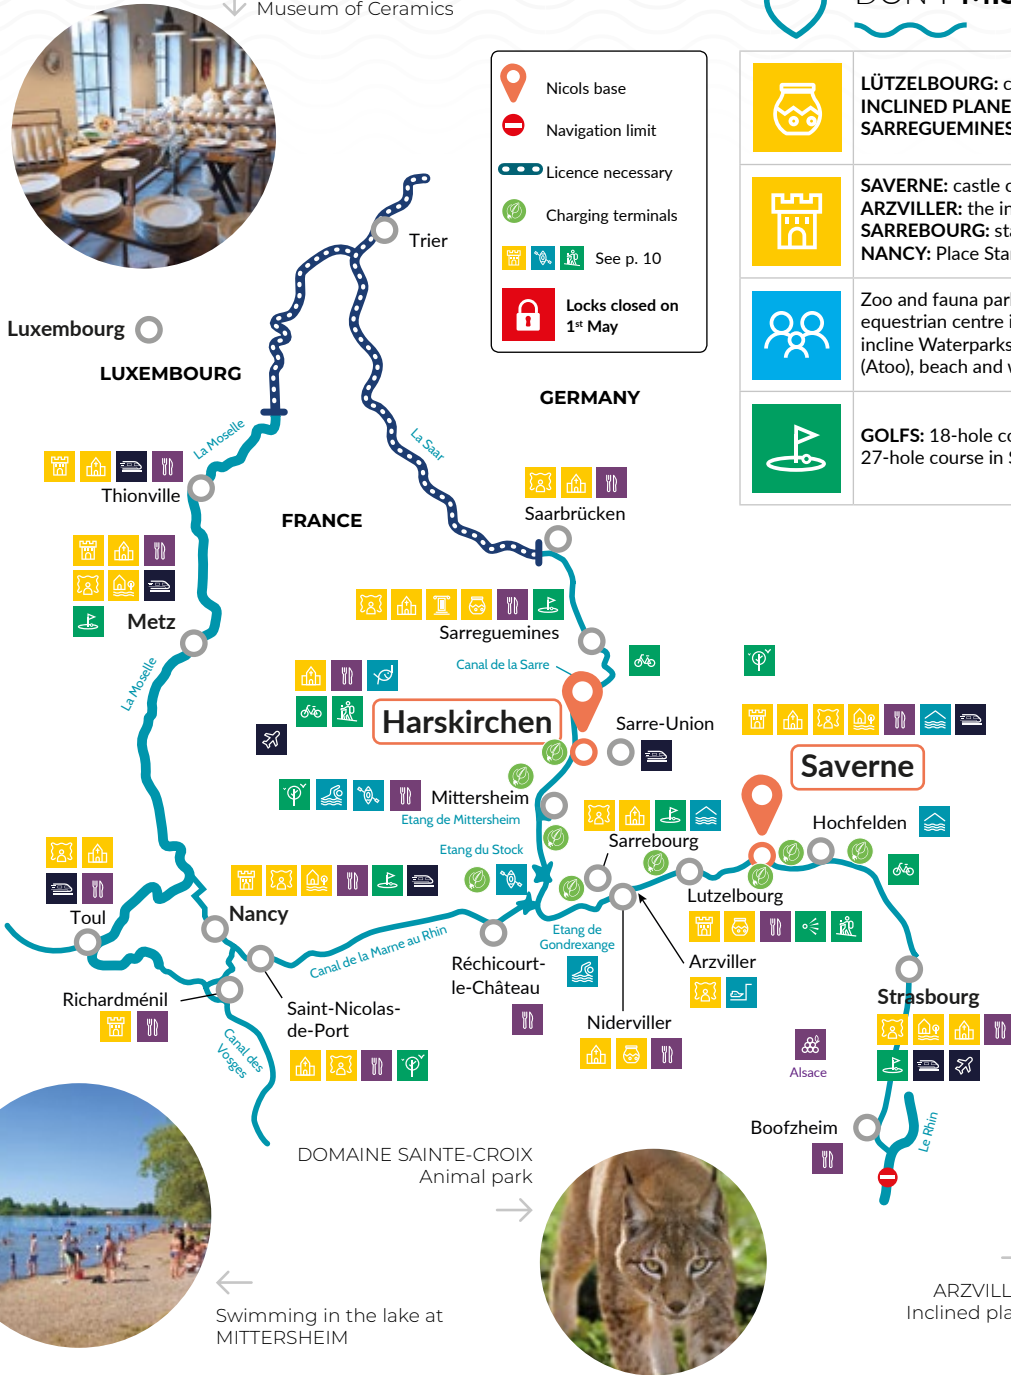 Museum of Ceramics
DON'T
Nicols base
Navigation limit
Licence necessary
Charging terminals
See p. 10
Locks closed on
1st May
LÜTZELBOURG:
INCLINED PLANE
SARREGUEMINES
SAVERNE: castle
ARZVILLER: the
SARREBOURG:
NANCY: Place
Zoo and fauna
equestrian centre
incline Waterparks
(Atoo), beach and
GOLFS: 18-hole
27-hole course in
Trier
Luxembourg
LUXEMBOURG
GERMANY
La Moselle
La Saar
Thionville
FRANCE
Saarbrücken
Metz
Sarreguemines
Canal de la Sarre
La Moselle
Harskirchen
Sarre-Union
Saverne
Mittersheim
Etang de Mittersheim
Hochfelden
Etang du Stock
Sarrebourg
Lutzelbourg
Toul
Nancy
Canal de la Marne au Rhin
Etang de
Gondrexange
Réchicourt-
le-Château
Arzviller
Richardménil
Saint-Nicolas-
de-Port
Niderviller
Strasbourg
Canal des
Vosges
Alsace
Boofzheim
Le Rhin
DOMAINE SAINTE-CROIX
Animal park
Swimming in the lake at
MITTERSHEIM
Inclined